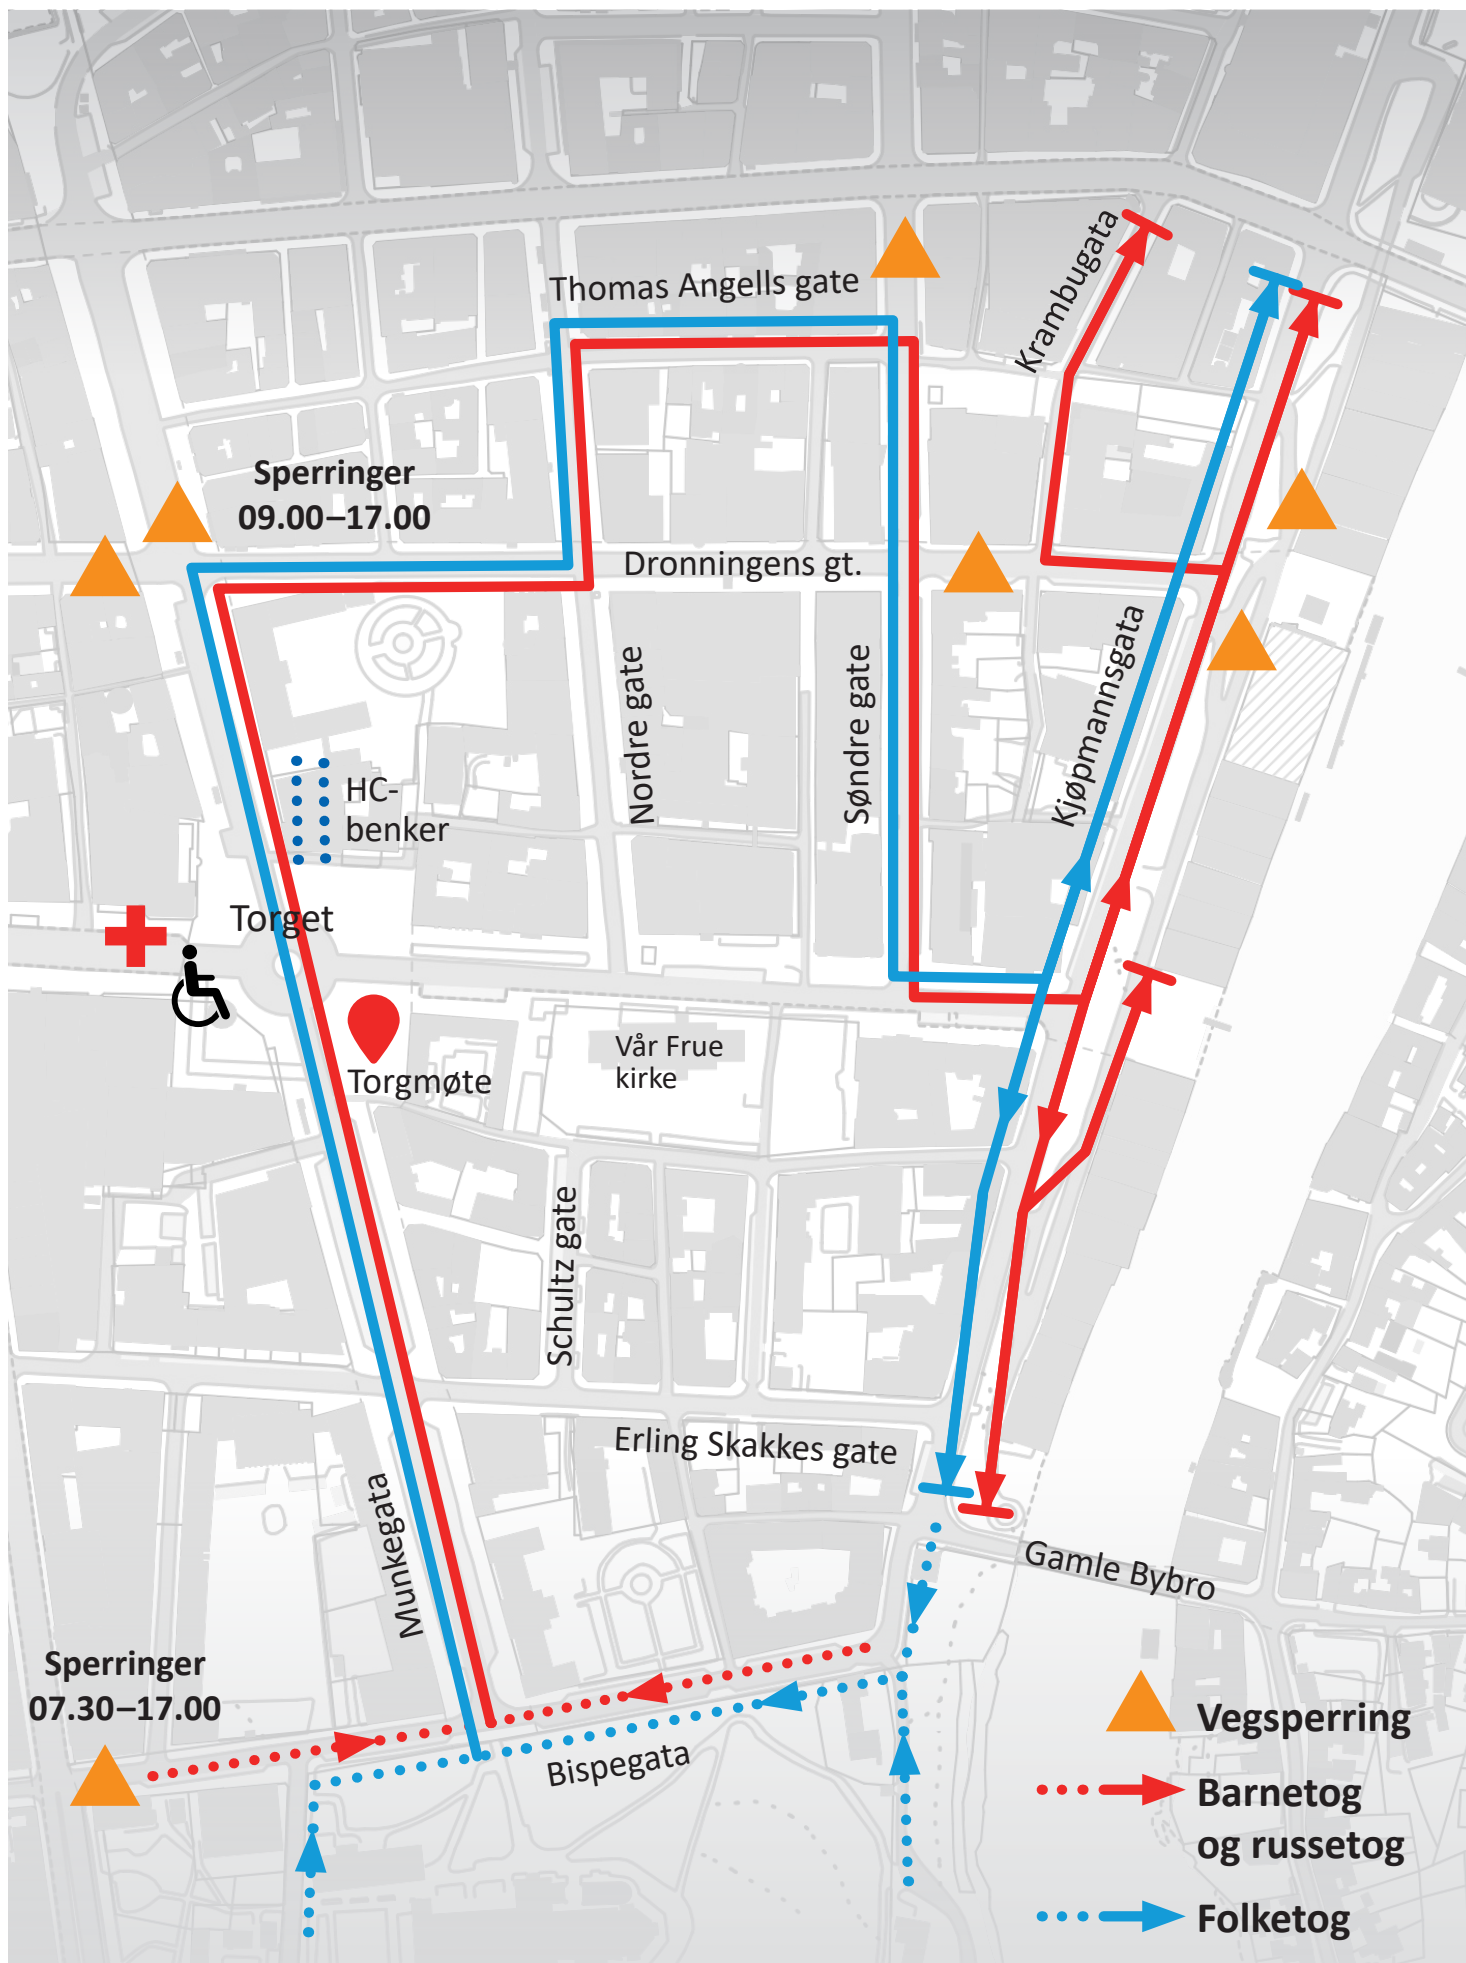 Krambugata
Thomas Angells gate
Sperringer
09.00–17.00
Dronningens gt.
Kjøpmannsgata
Nordre gate
Søndre gate
HC-
benker
Torget
Vår Frue
kirke
Torgmøte
Schultz gate
Erling Skakkes gate
Munkegata
Gamle Bybro
Sperringer
07.30–17.00
Bispegata
Vegsperring
Barnetog
og russetog
Folketog